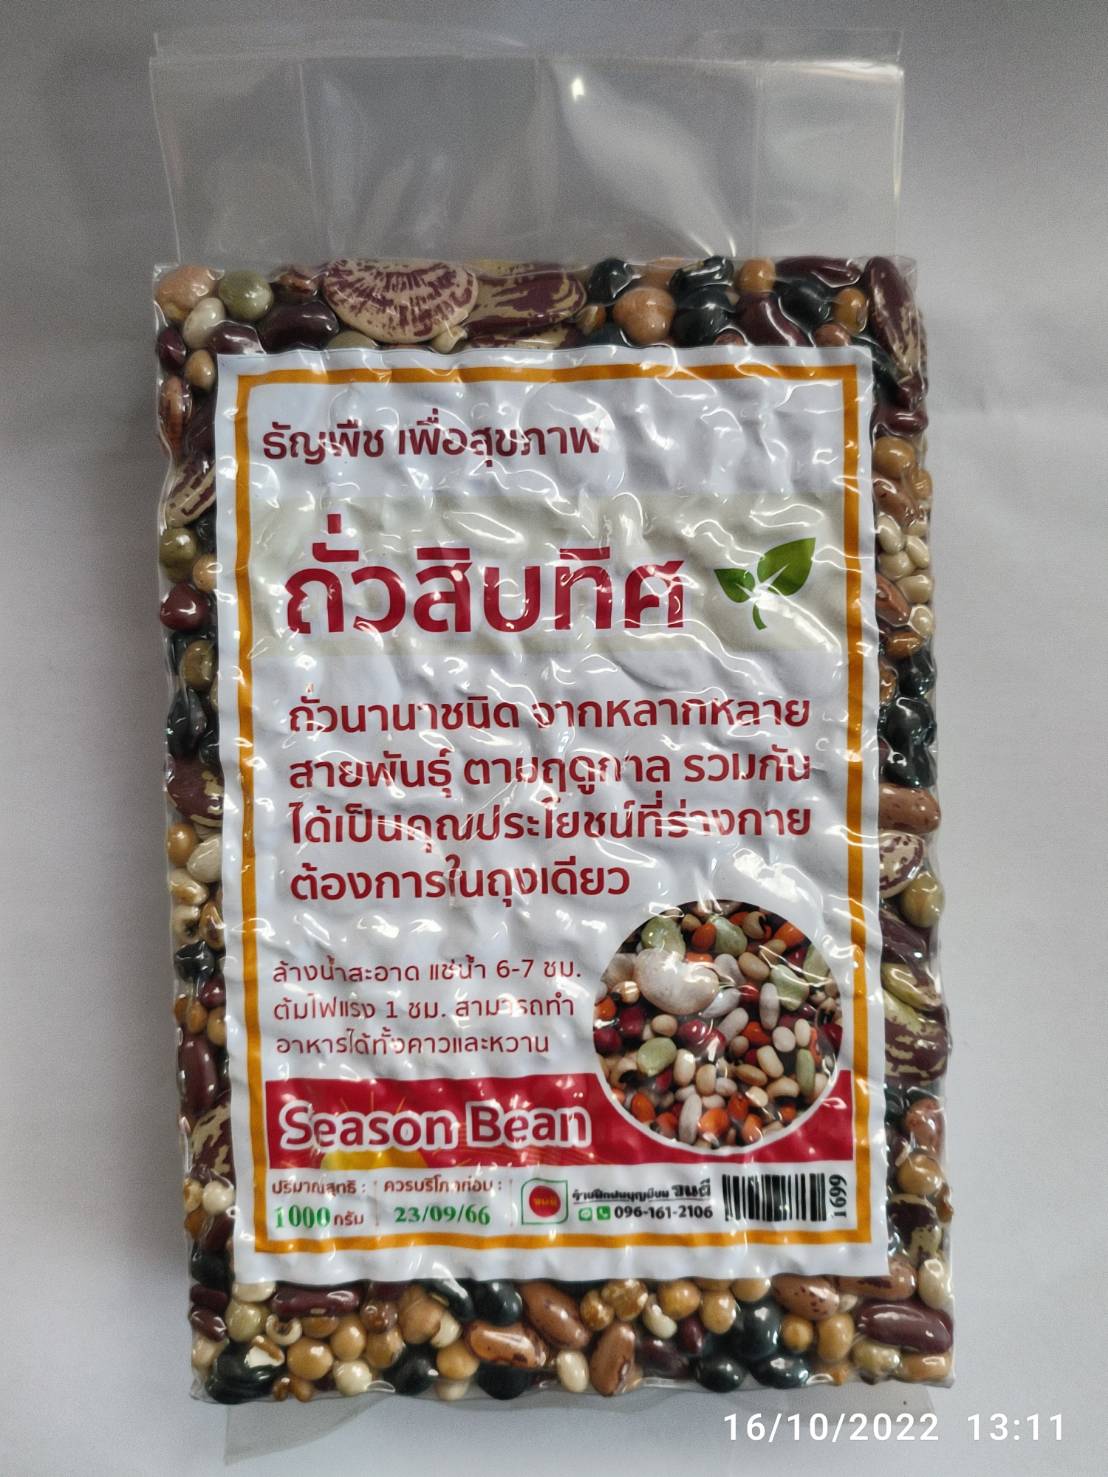 ธัญพืช เพื่อสุขภาพ
ถั่วสิบทิศ
ถั่วนานาชนิด จากหลากหลาย
สายพันธุ์ ตามฤดูกาล รวมกัน
ได้เป็นคุณประโยชน์ที่ร่างกาย
ต้องการในถุงเดียว
ล้างน้ำสะอาด แช่น้ำ 6-7 ชม.
ต้มไฟแรง 1 ชม. สามารถทำ
อาหารได้ทั้งคาวและหวาน
Season Bean
ปริมาณสุทธิ :
1000 กรัม
ควรบริโภคก่อน :
23/09/66
096-161-2106
1699
16/10/2022 13:11